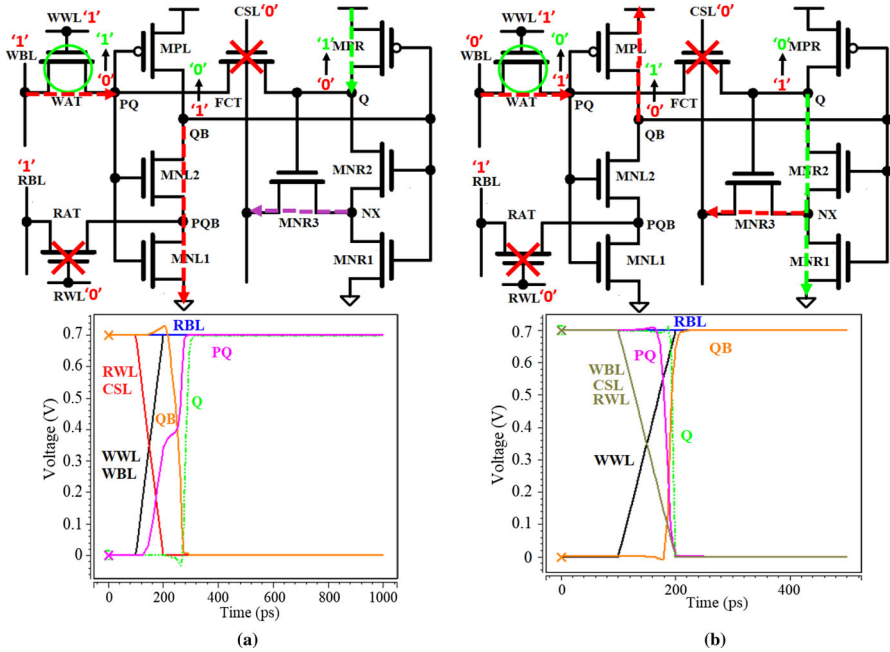 WWL '1'
'1'
WBL
'1'
'0'
WAT
PQ
MPL
CSL '0'
FCT
'0'
'1'
QB
'1'
'0'
MPR
Q
'1'
RBL
RAT
RWL '0'
MNL2
PQB
MNL1
MNR2
NX
MNR3
MNR1
WWL '1'
'0'
WBL
'0'
'1'
WAT
PQ
MPL
CSL '0'
FCT
'1'
'0'
QB
'0'
'1'
MPR
Q
'1'
RBL
RAT
RWL '0'
MNL2
PQB
MNL1
MNR2
NX
MNR3
MNR1
Voltage (V)
0.7
0.6
0.5
0.4
0.3
0.2
0.1
0
RBL
PQ
RWL
CSL
QB
Q
WWL
WBL
0 200 400 600 800 1000
Time (ps)
(a)
Voltage (V)
0.7
0.6
0.5
0.4
0.3
0.2
0.1
0
RBL
PQ
QB
WBL
CSL
RWL
Q
WWL
0 200 400
Time (ps)
(b)